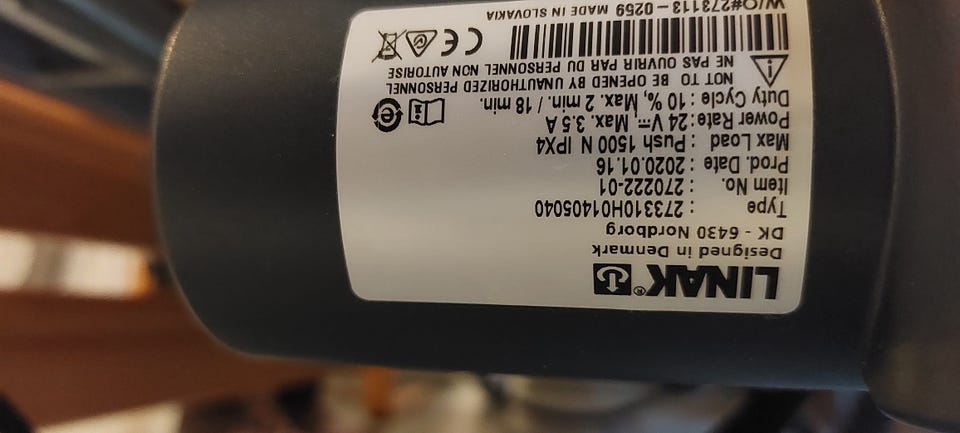 LINAK®
Designed in Denmark
DK - 6430 Nordborg
Type : 273310H01405040
Item No. : 270222-01
Prod. Date : 2020.01.16
Max Load : Push 1500 N IPX4
Power Rate: 24 V⎓ Max. 3.5 A
Duty Cycle : 10 %, Max. 2 min. / 18 min.
NOT TO BE OPENED BY UNAUTHORIZED PERSONNEL
NE PAS OUVRIR PAR DU PERSONNEL NON AUTORISE
CE
W/O#273113-0259 MADE IN SLOVAKIA